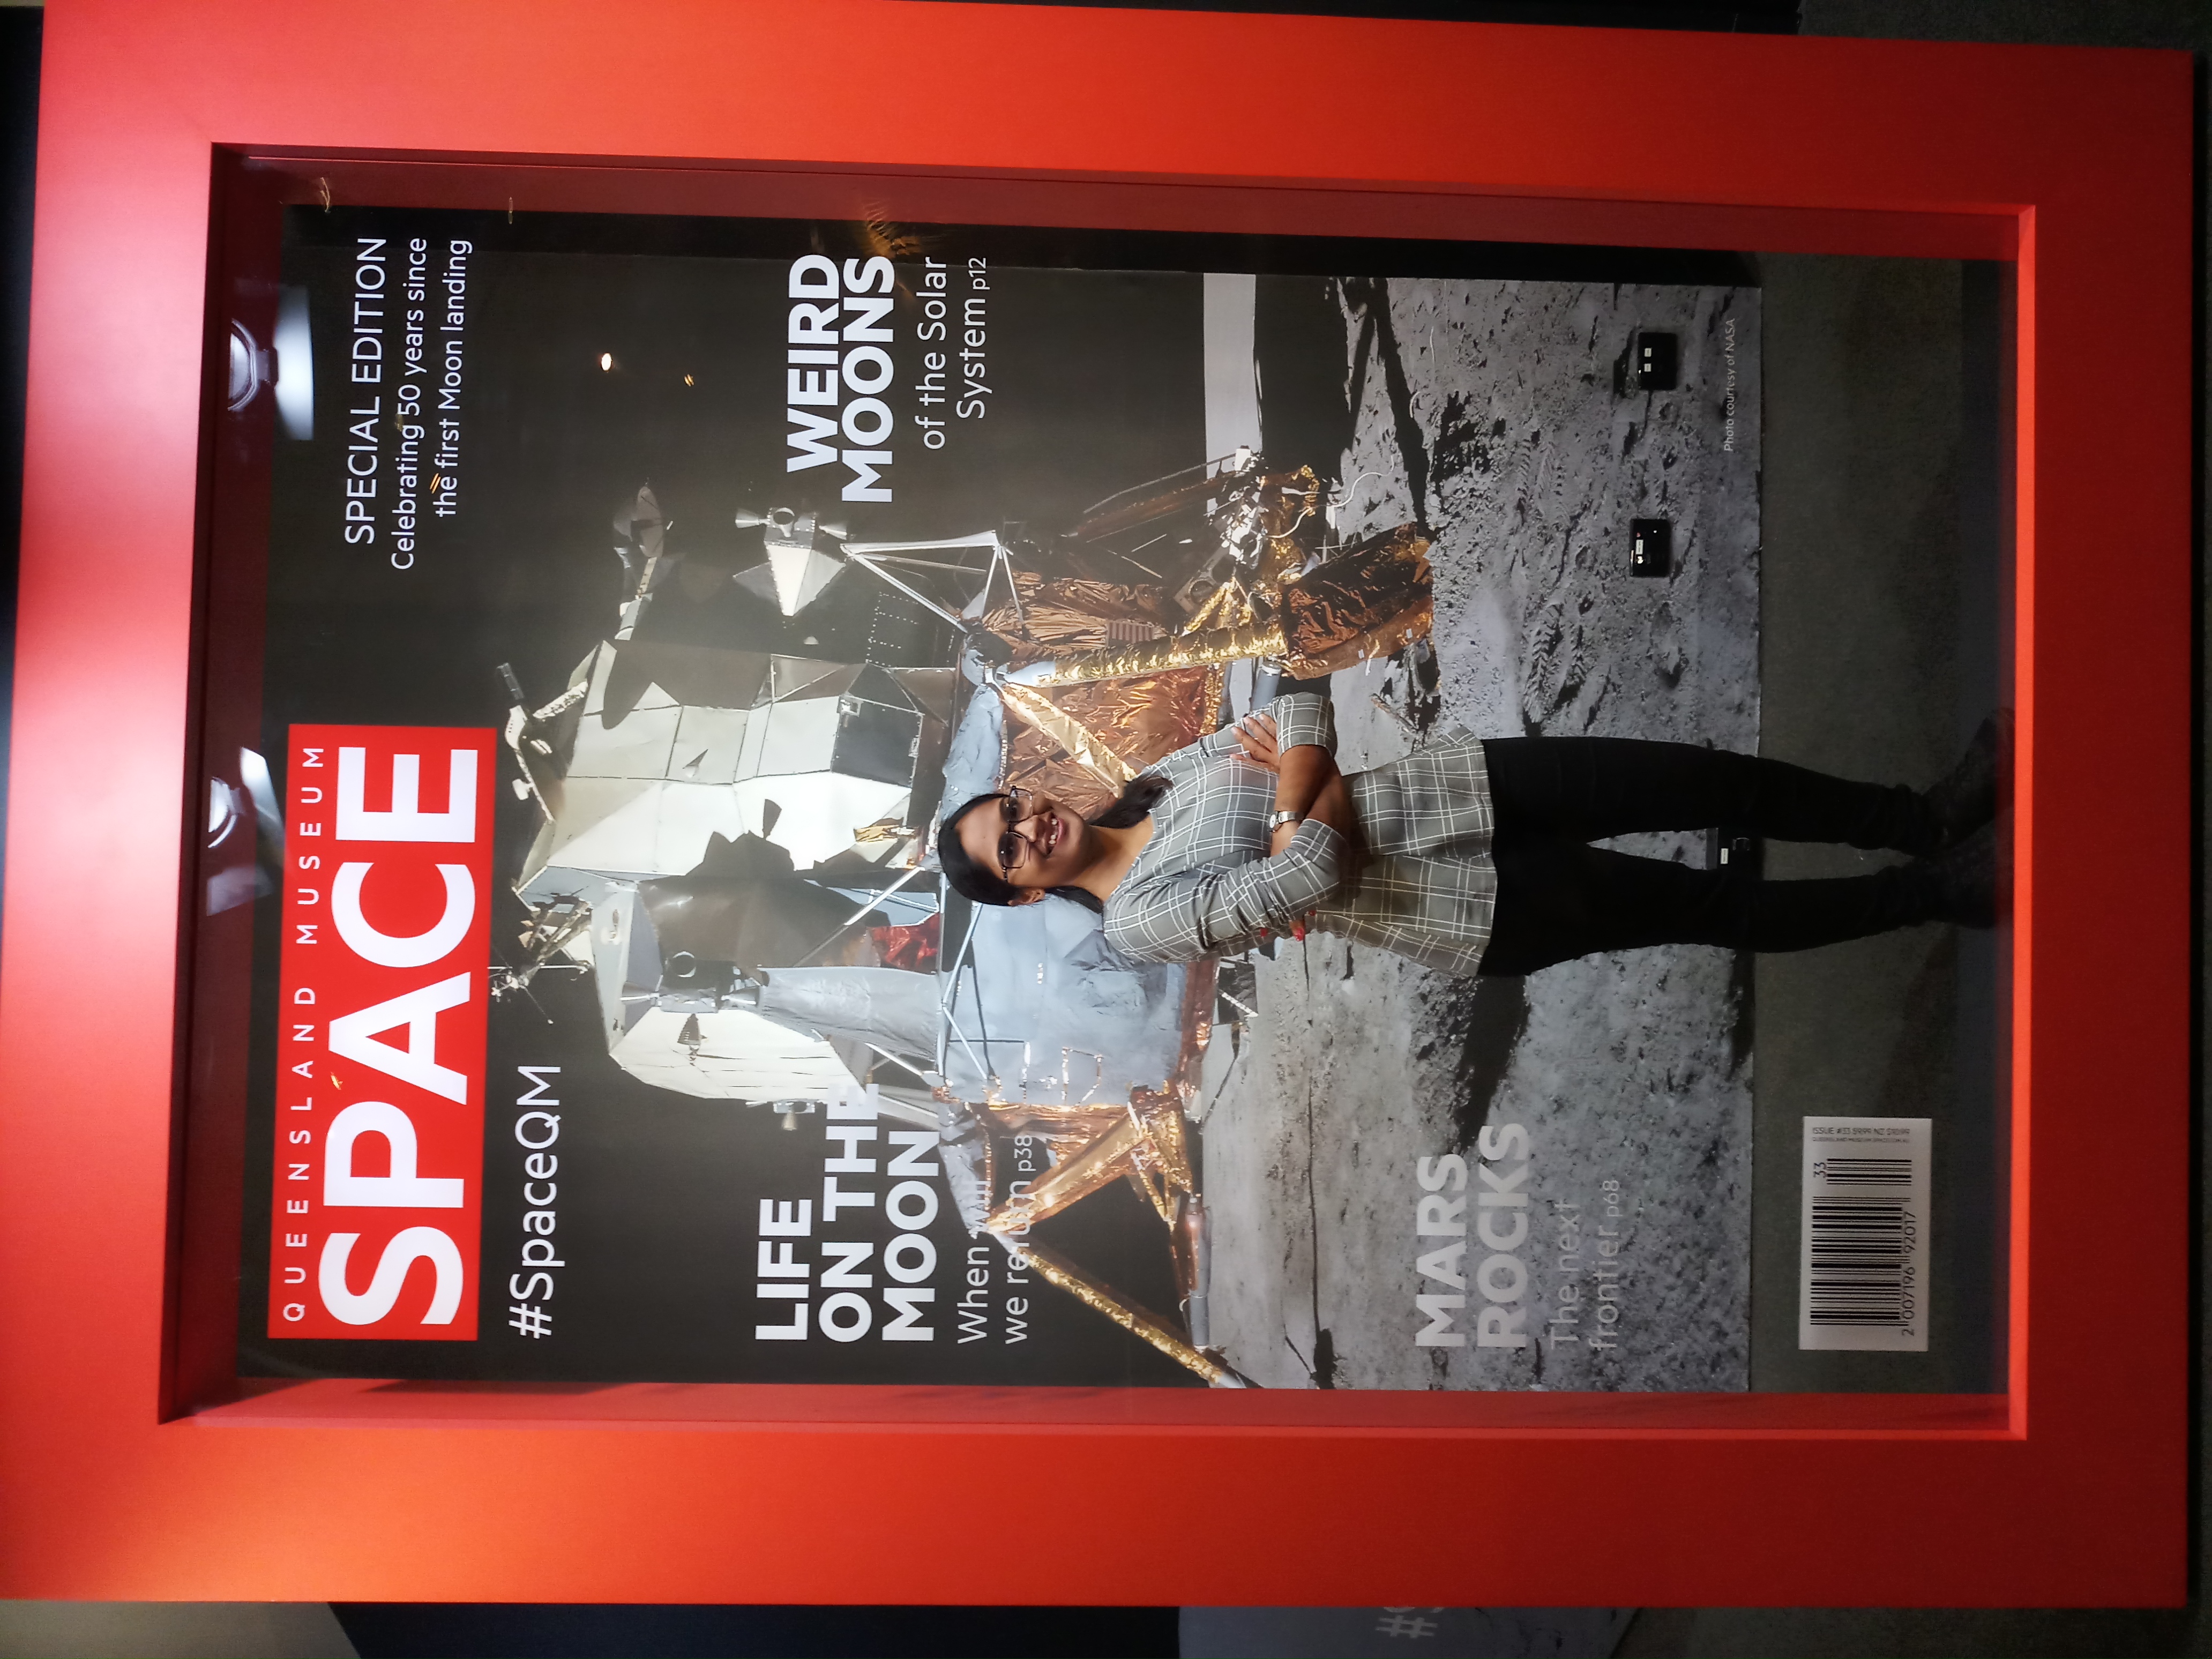 QUEENSLAND MUSEUM
SPACE
#SpaceQM
SPECIAL EDITION
Celebrating 50 years since
the first Moon landing
LIFE
ON THE
MOON
When will
we return p38
WEIRD
MOONS
of the Solar
System p12
MARS
ROCKS
The next
frontier p68
Photo courtesy of NASA
33
2 007196 92017